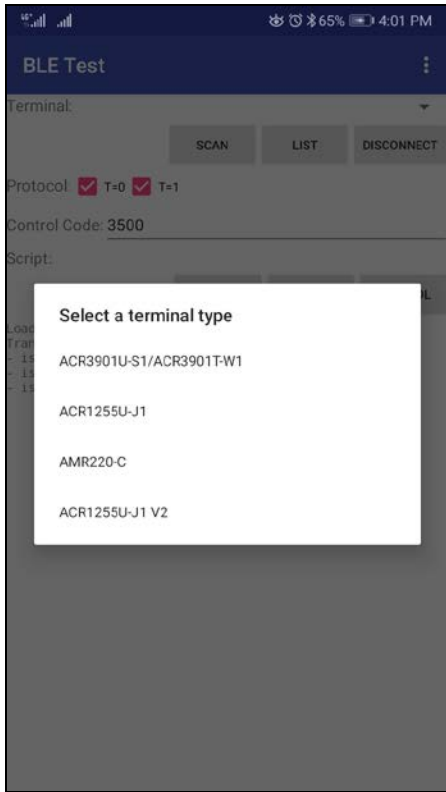 65% 4:01 PM
BLE Test
Terminal:
SCAN LIST DISCONNECT
Protocol: T=0 T=1
Control Code: 3500
Script:
Select a terminal type
ACR3901U-S1/ACR3901T-W1
ACR1255U-J1
AMR220-C
ACR1255U-J1 V2